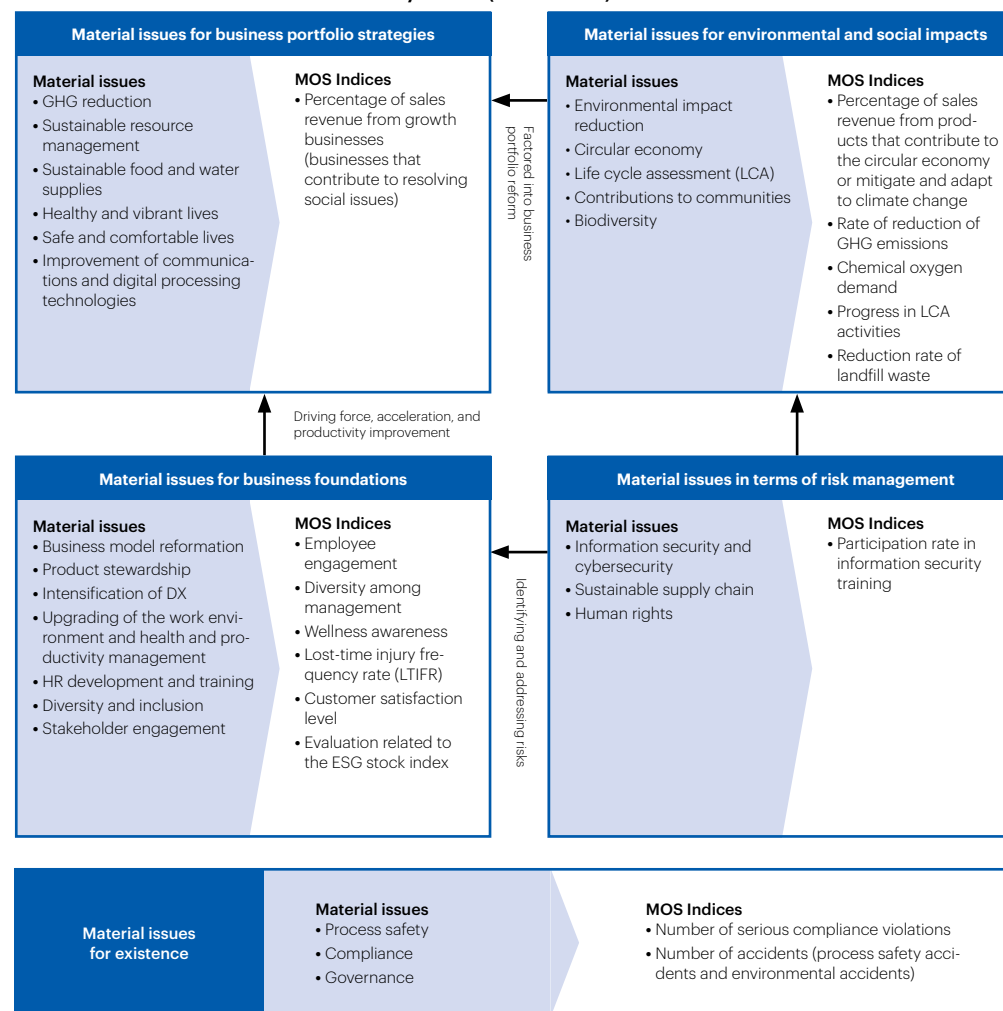 Material issues for business portfolio strategies
Material issues
• GHG reduction
• Sustainable resource
management
• Sustainable food and water
supplies
• Healthy and vibrant lives
• Safe and comfortable lives
• Improvement of communica-
tions and digital processing
technologies
MOS Indices
• Percentage of sales
revenue from growth
businesses
(businesses that
contribute to resolving
social issues)
Factored into business
portfolio reform
Material issues for environmental and social impacts
Material issues
• Environmental impact
reduction
• Circular economy
• Life cycle assessment (LCA)
• Contributions to communities
• Biodiversity
MOS Indices
• Percentage of sales
revenue from prod-
ucts that contribute to
the circular economy
or mitigate and adapt
to climate change
• Rate of reduction of
GHG emissions
• Chemical oxygen
demand
• Progress in LCA
activities
• Reduction rate of
landfill waste
Driving force, acceleration, and
productivity improvement
Material issues for business foundations
Material issues
• Business model reformation
• Product stewardship
• Intensification of DX
• Upgrading of the work envi-
ronment and health and pro-
ductivity management
• HR development and training
• Diversity and inclusion
• Stakeholder engagement
MOS Indices
• Employee
engagement
• Diversity among
management
• Wellness awareness
• Lost-time injury fre-
quency rate (LTIFR)
• Customer satisfaction
level
• Evaluation related to
the ESG stock index
Identifying and addressing risks
Material issues in terms of risk management
Material issues
• Information security and
cybersecurity
• Sustainable supply chain
• Human rights
MOS Indices
• Participation rate in
information security
training
Material issues
for existence
Material issues
• Process safety
• Compliance
• Governance
MOS Indices
• Number of serious compliance violations
• Number of accidents (process safety acci-
dents and environmental accidents)